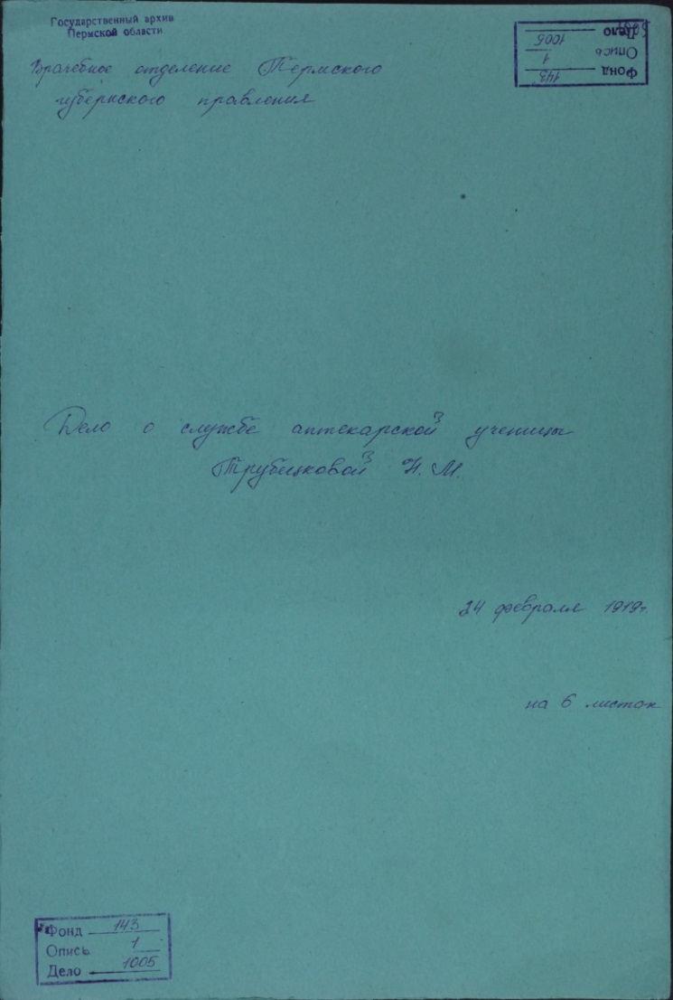 Государственный архив
Пермской области
Фонд 143
Опись 1
Дело 1005
Врачебное отделение Пермского
губернского правления
Дело о службе аптекарской ученицы
Трубицковой Н. М.
24 февраля 1919г.
на 6 листах
Фонд 143
Опись 1
Дело 1005